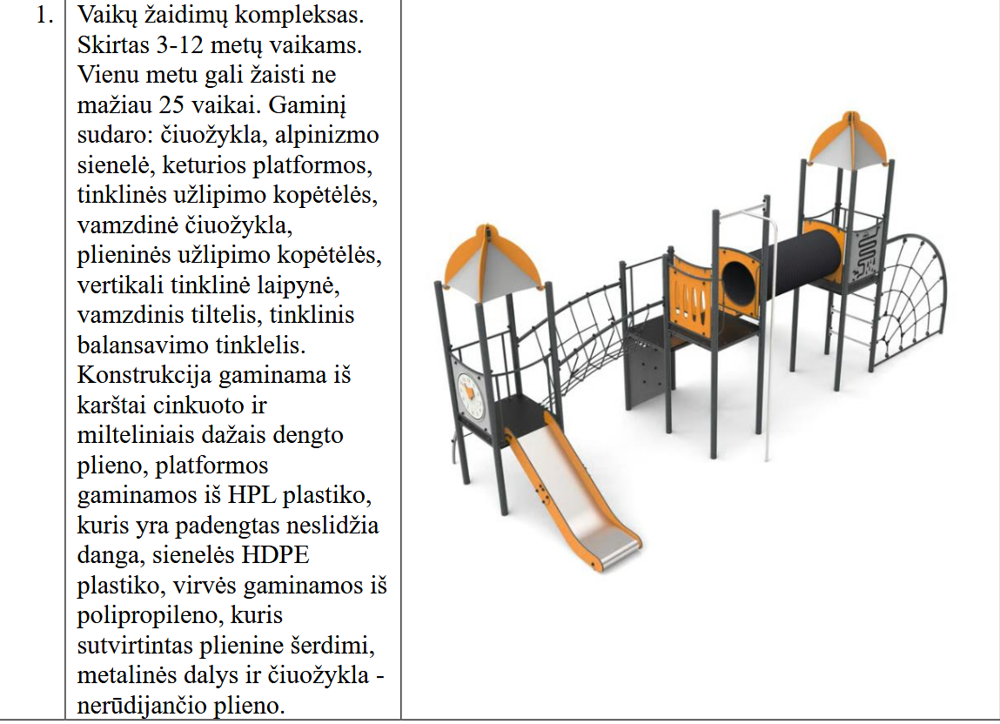 1. Vaikų žaidimų kompleksas.
Skirtas 3-12 metų vaikams.
Vienu metu gali žaisti ne
mažiau 25 vaikai. Gaminį
sudaro: čiuožykla, alpinizmo
sienelė, keturios platformos,
tinklinės užlipimo kopėtėlės,
vamzdinė čiuožykla,
plieninės užlipimo kopėtėlės,
vertikali tinklinė laipynė,
vamzdinis tiltelis, tinklinis
balansavimo tinklelis.
Konstrukcija gaminama iš
karštai cinkuoto ir
milteliniais dažais dengto
plieno, platformos
gaminamos iš HPL plastiko,
kuris yra padengtas neslidžia
danga, sienelės HDPE
plastiko, virvės gaminamos iš
polipropileno, kuris
sutvirtintas plienine šerdimi,
metalinės dalys ir čiuožykla -
nerūdijančio plieno.